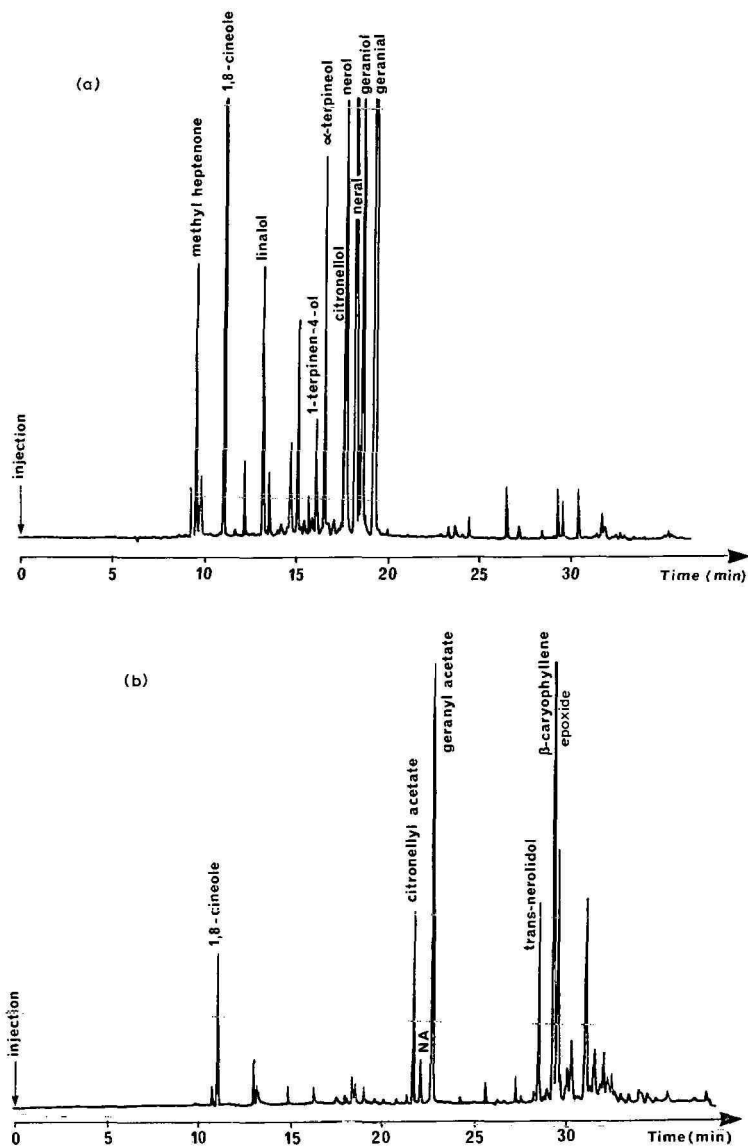 (a)
injection
methyl heptenone
1,8-cineole
linalol
1-terpinen-4-ol
α-terpineol
citronellol
nerol
neral
geraniol
geranial
0 5 10 15 20 25 30 Time (min)
(b)
injection
1,8-cineole
citronellyl acetate
NA
geranyl acetate
trans-nerolidol
β-caryophyllene
epoxide
0 5 10 15 20 25 30 Time (min)